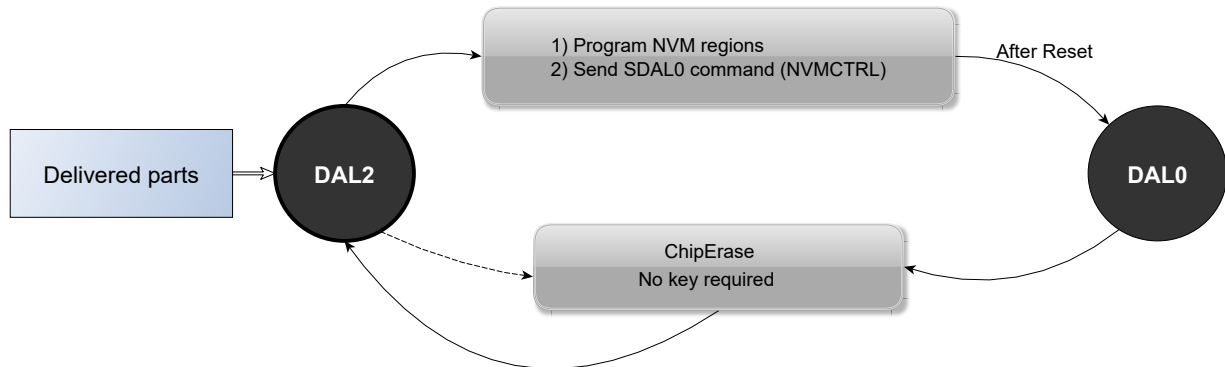 1) Program NVM regions
2) Send SDAL0 command (NVMCTRL)
After Reset
Delivered parts
DAL2
DAL0
ChipErase
No key required